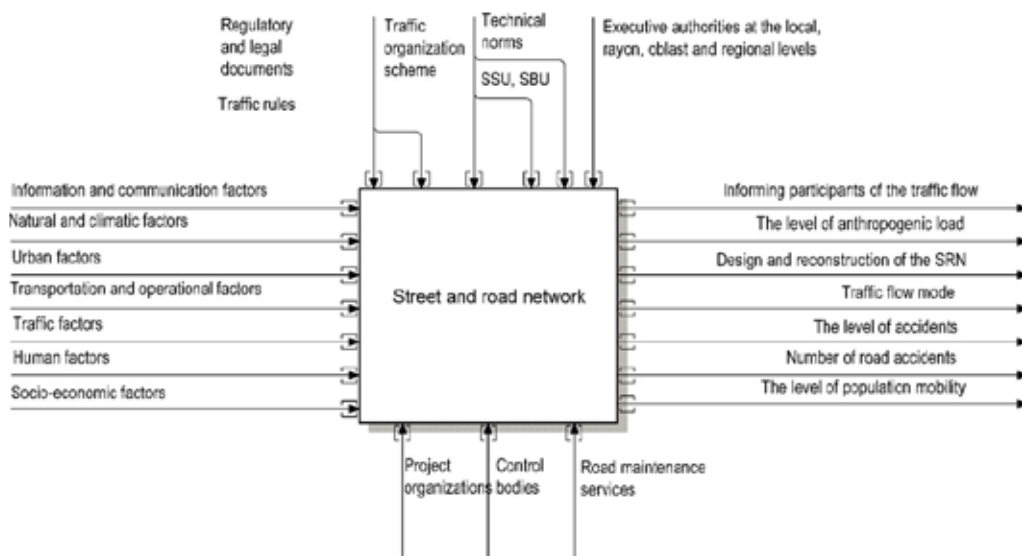 Regulatory
and legal
documents
Traffic rules
Traffic
organization
scheme
Technical
norms
SSU, SBU
Executive authorities at the local,
rayon, cblast and regional levels
Information and communication factors
Natural and climatic factors
Urban factors
Transportation and operational factors
Traffic factors
Human factors
Socio-economic factors
Street and road network
Informing participants of the traffic flow
The level of anthropogenic load
Design and reconstruction of the SRN
Traffic flow mode
The level of accidents
Number of road accidents
The level of population mobility
Project
organizations
Control
bodies
Road maintenance
services